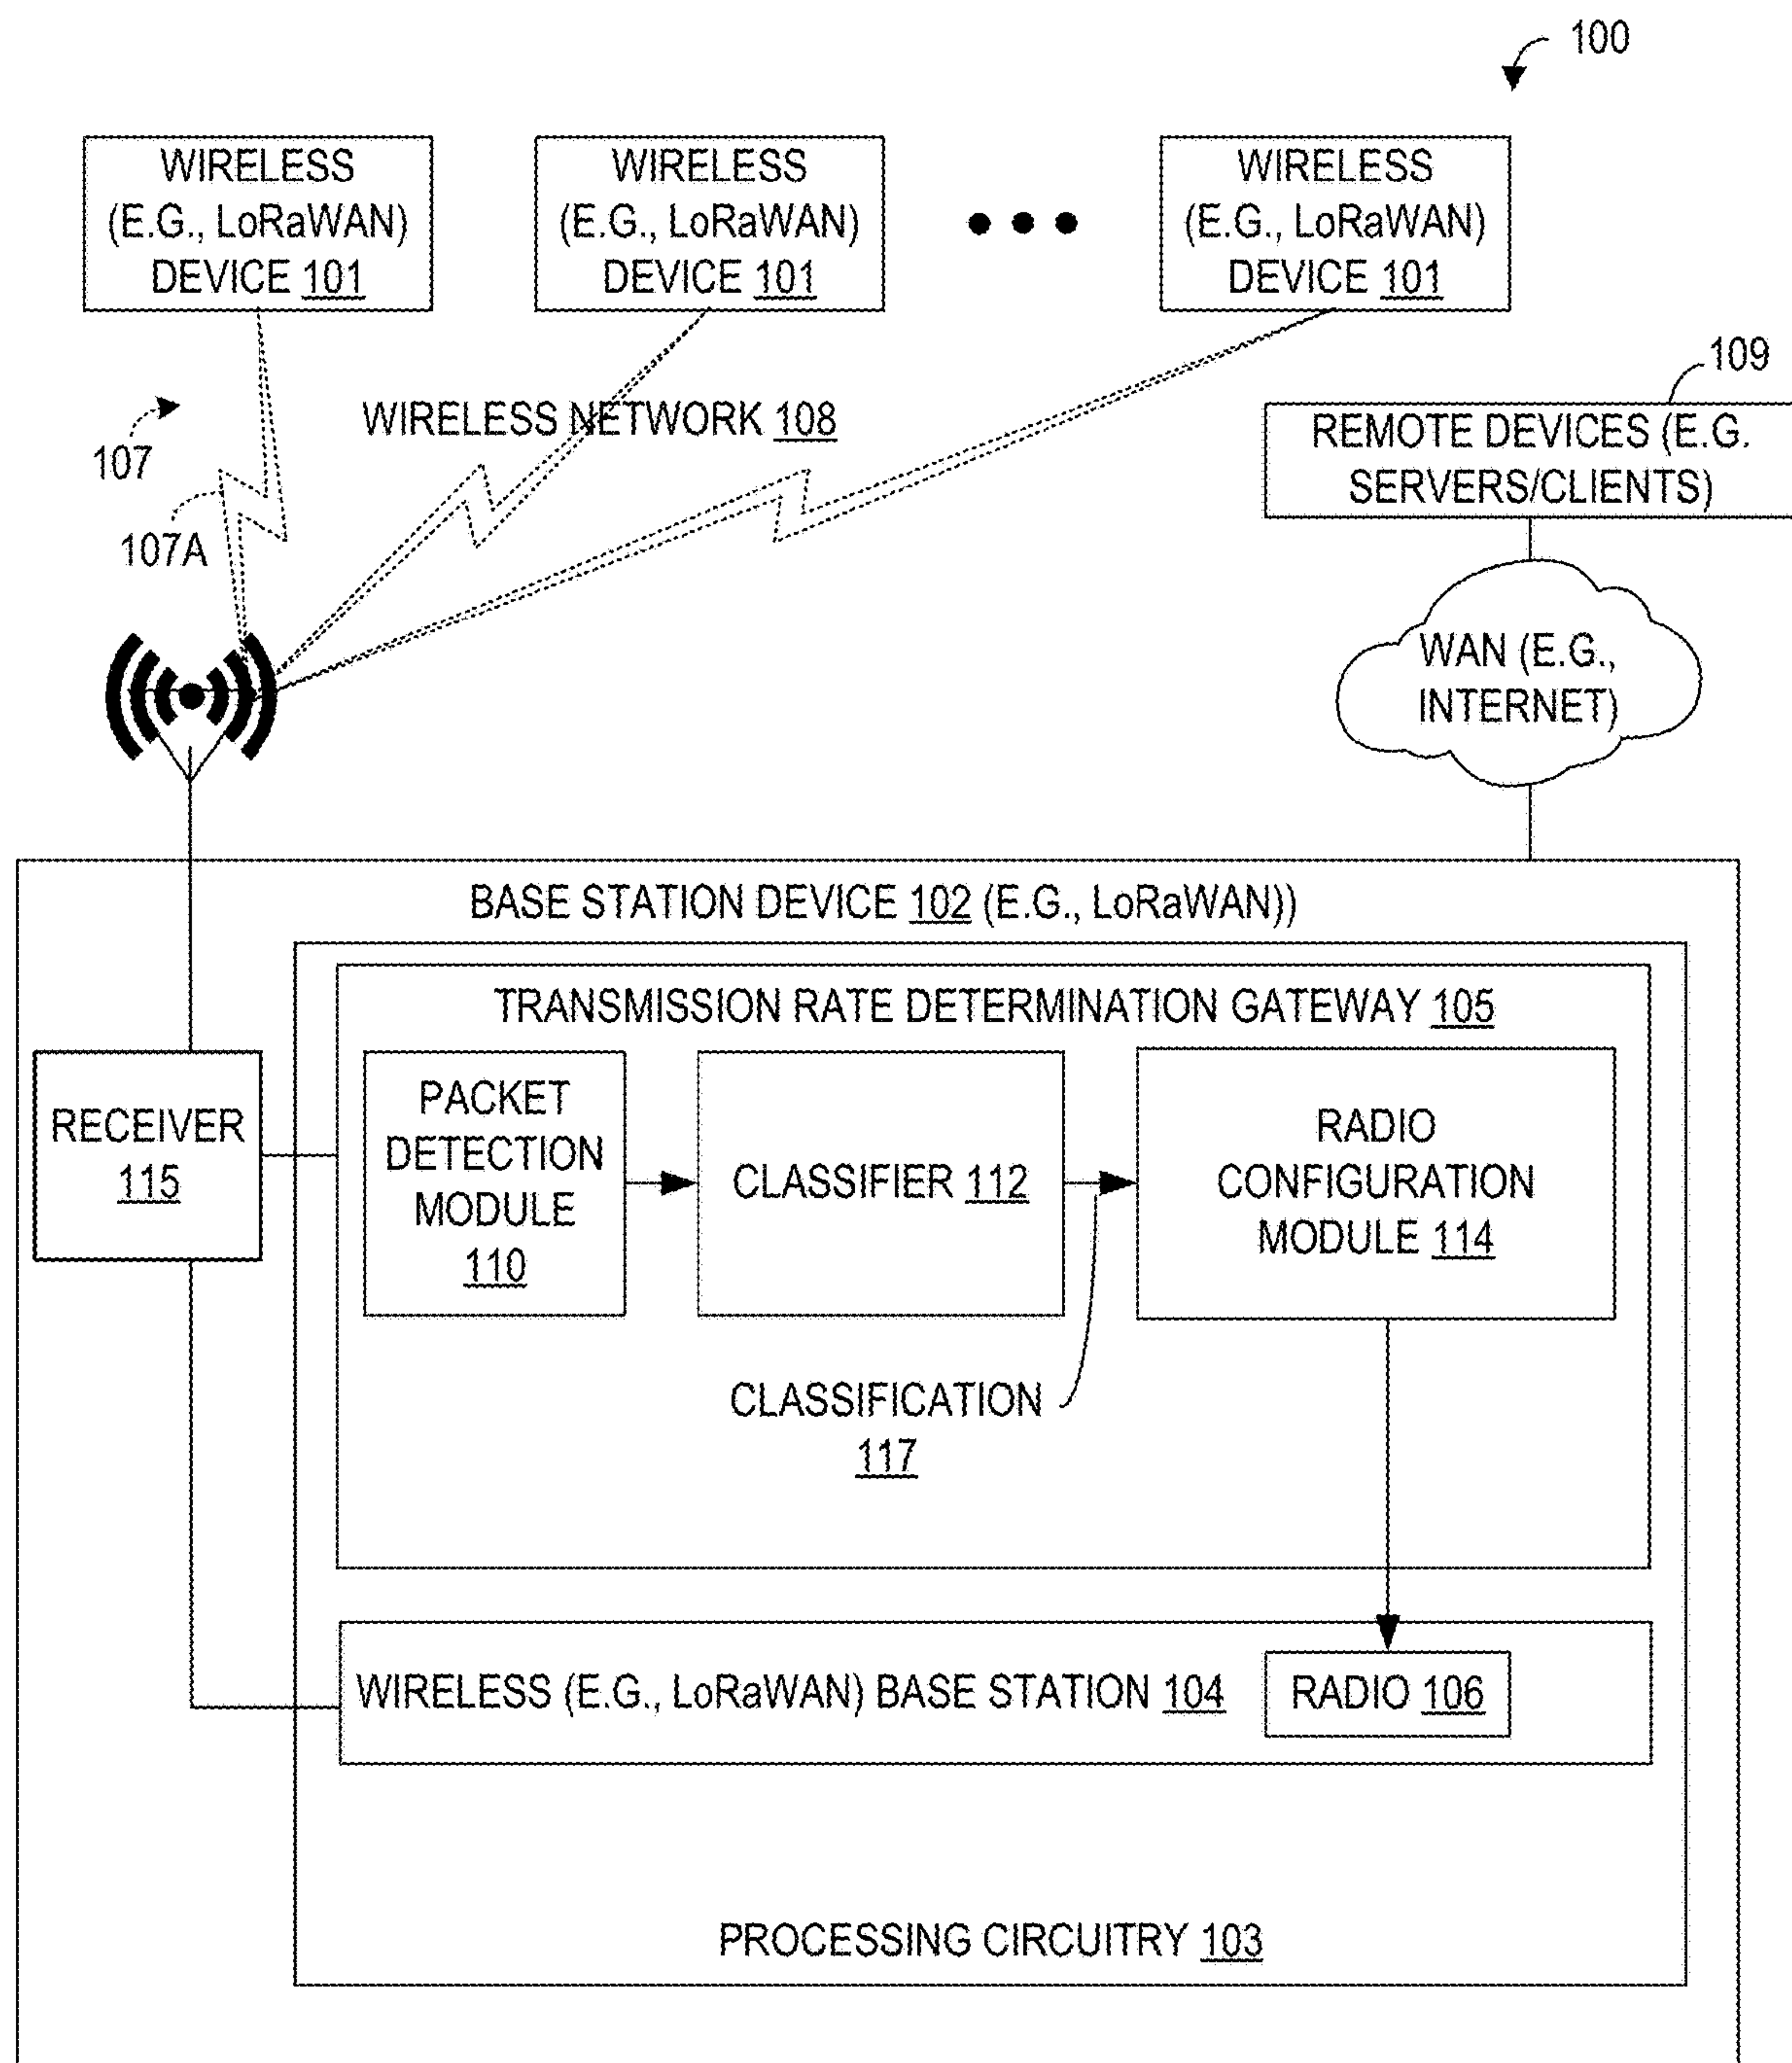 100
WIRELESS
(E.G., LoRaWAN)
DEVICE 101
WIRELESS
(E.G., LoRaWAN)
DEVICE 101
WIRELESS
(E.G., LoRaWAN)
DEVICE 101
107
107A
WIRELESS NETWORK 108
109
REMOTE DEVICES (E.G.
SERVERS/CLIENTS)
WAN (E.G.,
INTERNET)
BASE STATION DEVICE 102 (E.G., LoRaWAN))
TRANSMISSION RATE DETERMINATION GATEWAY 105
RECEIVER
115
PACKET
DETECTION
MODULE
110
CLASSIFIER 112
RADIO
CONFIGURATION
MODULE 114
CLASSIFICATION
117
WIRELESS (E.G., LoRaWAN) BASE STATION 104
RADIO 106
PROCESSING CIRCUITRY 103